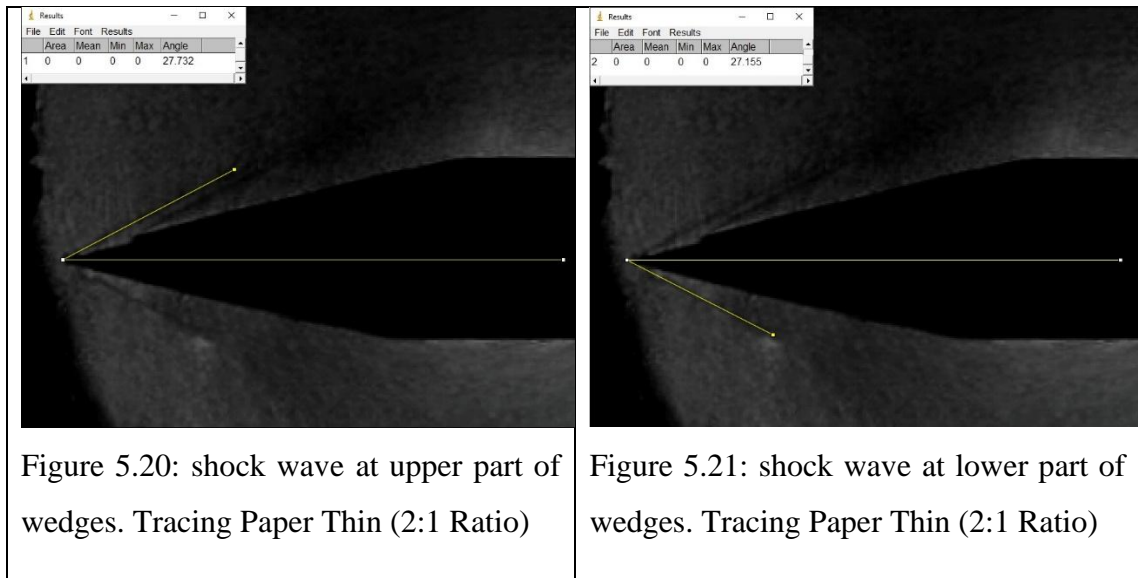 Results
File Edit Font Results
Area Mean Min Max Angle
1 0 0 0 0 27.732
Results
File Edit Font Results
Area Mean Min Max Angle
2 0 0 0 0 27.155
Figure 5.20: shock wave at upper part of
wedges. Tracing Paper Thin (2:1 Ratio)
Figure 5.21: shock wave at lower part of
wedges. Tracing Paper Thin (2:1 Ratio)